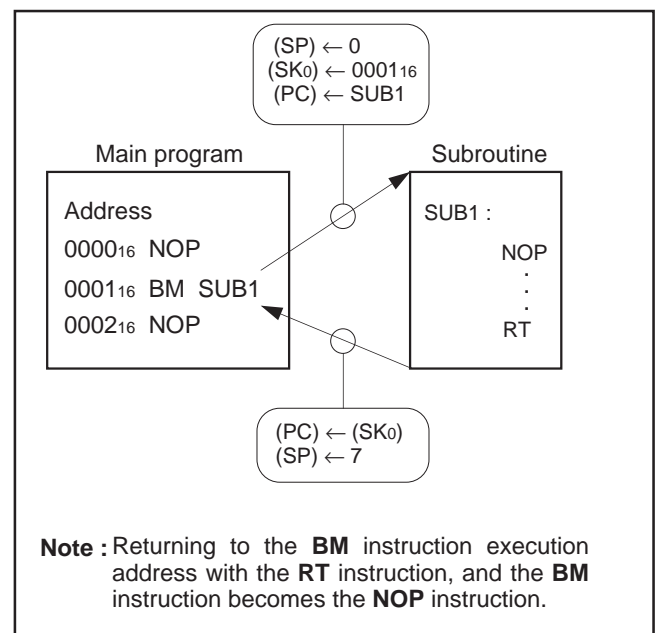 (SP) ← 0
(SK0) ← 000116
(PC) ← SUB1
Main program
Subroutine
Address
000016 NOP
000116 BM SUB1
000216 NOP
SUB1 :
NOP
.
.
.
RT
(PC) ← (SK0)
(SP) ← 7
Note : Returning to the BM instruction execution
address with the RT instruction, and the BM
instruction becomes the NOP instruction.